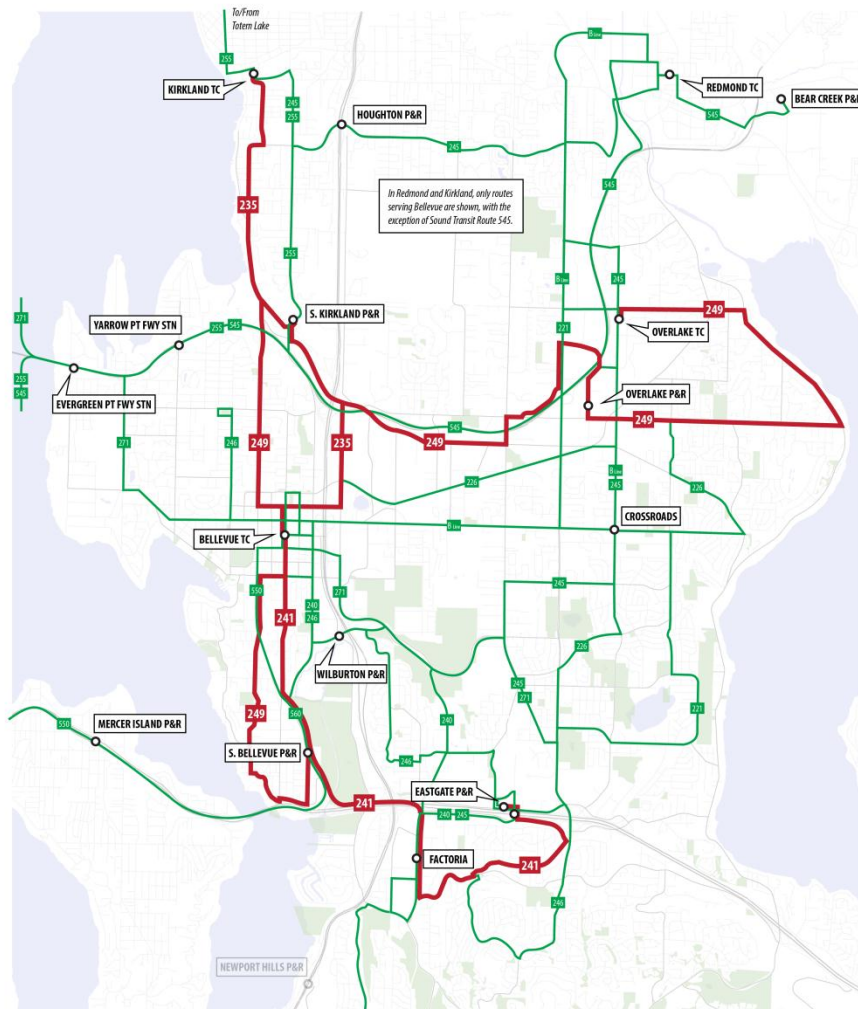 To/From
Totem Lake
255
KIRKLAND TC
245
255
HOUGHTON P&R
245
B Line
REDMOND TC
BEAR CREEK P&R
545
In Redmond and Kirkland, only routes
serving Bellevue are shown, with the
exception of Sound Transit Route 545.
545
235
255
B Line
245
271
YARROW PT FWY STN
255
545
S. KIRKLAND P&R
221
249
OVERLAKE TC
255
545
EVERGREEN PT FWY STN
OVERLAKE P&R
271
246
249
235
249
545
249
226
B Line
245
226
B Line
CROSSROADS
BELLEVUE TC
550
271
245
240
246
241
WILBURTON P&R
226
245
271
249
560
240
221
550
MERCER ISLAND P&R
S. BELLEVUE P&R
246
EASTGATE P&R
241
240
245
FACTORIA
241
246
NEWPORT HILLS P&R